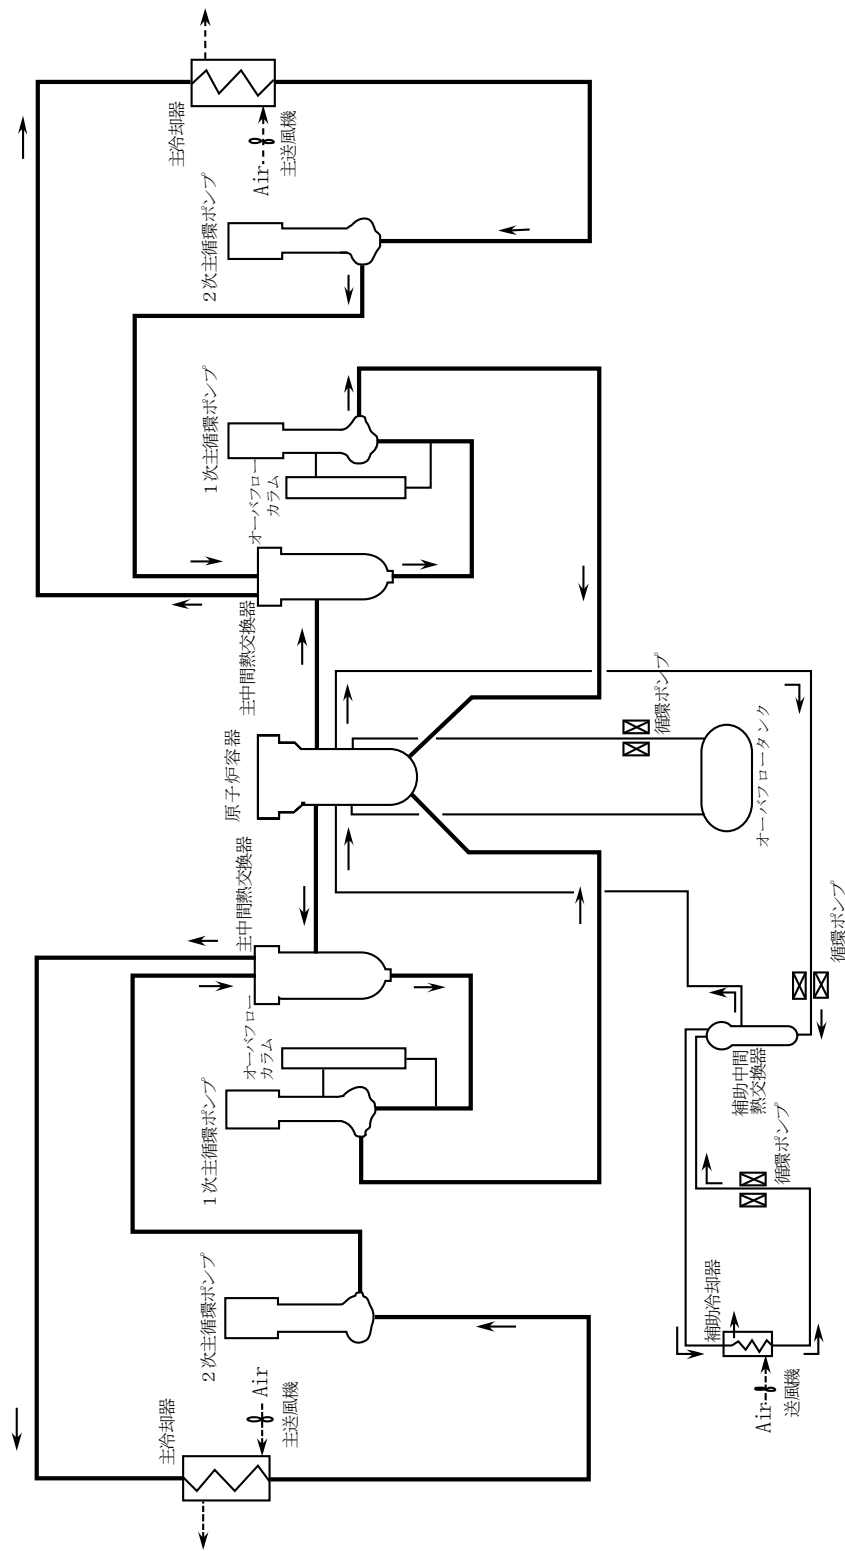 主冷却器
Air
主送風機
2次主循環ポンプ
1次主循環ポンプ
オーバフロー
カラム
主中間熱交換器
原子炉容器
主中間熱交換器
オーバフロー
カラム
1次主循環ポンプ
2次主循環ポンプ
主冷却器
Air
主送風機
循環ポンプ
オーバフロータンク
循環ポンプ
補助中間
熱交換器
循環ポンプ
補助冷却器
Air
送風機